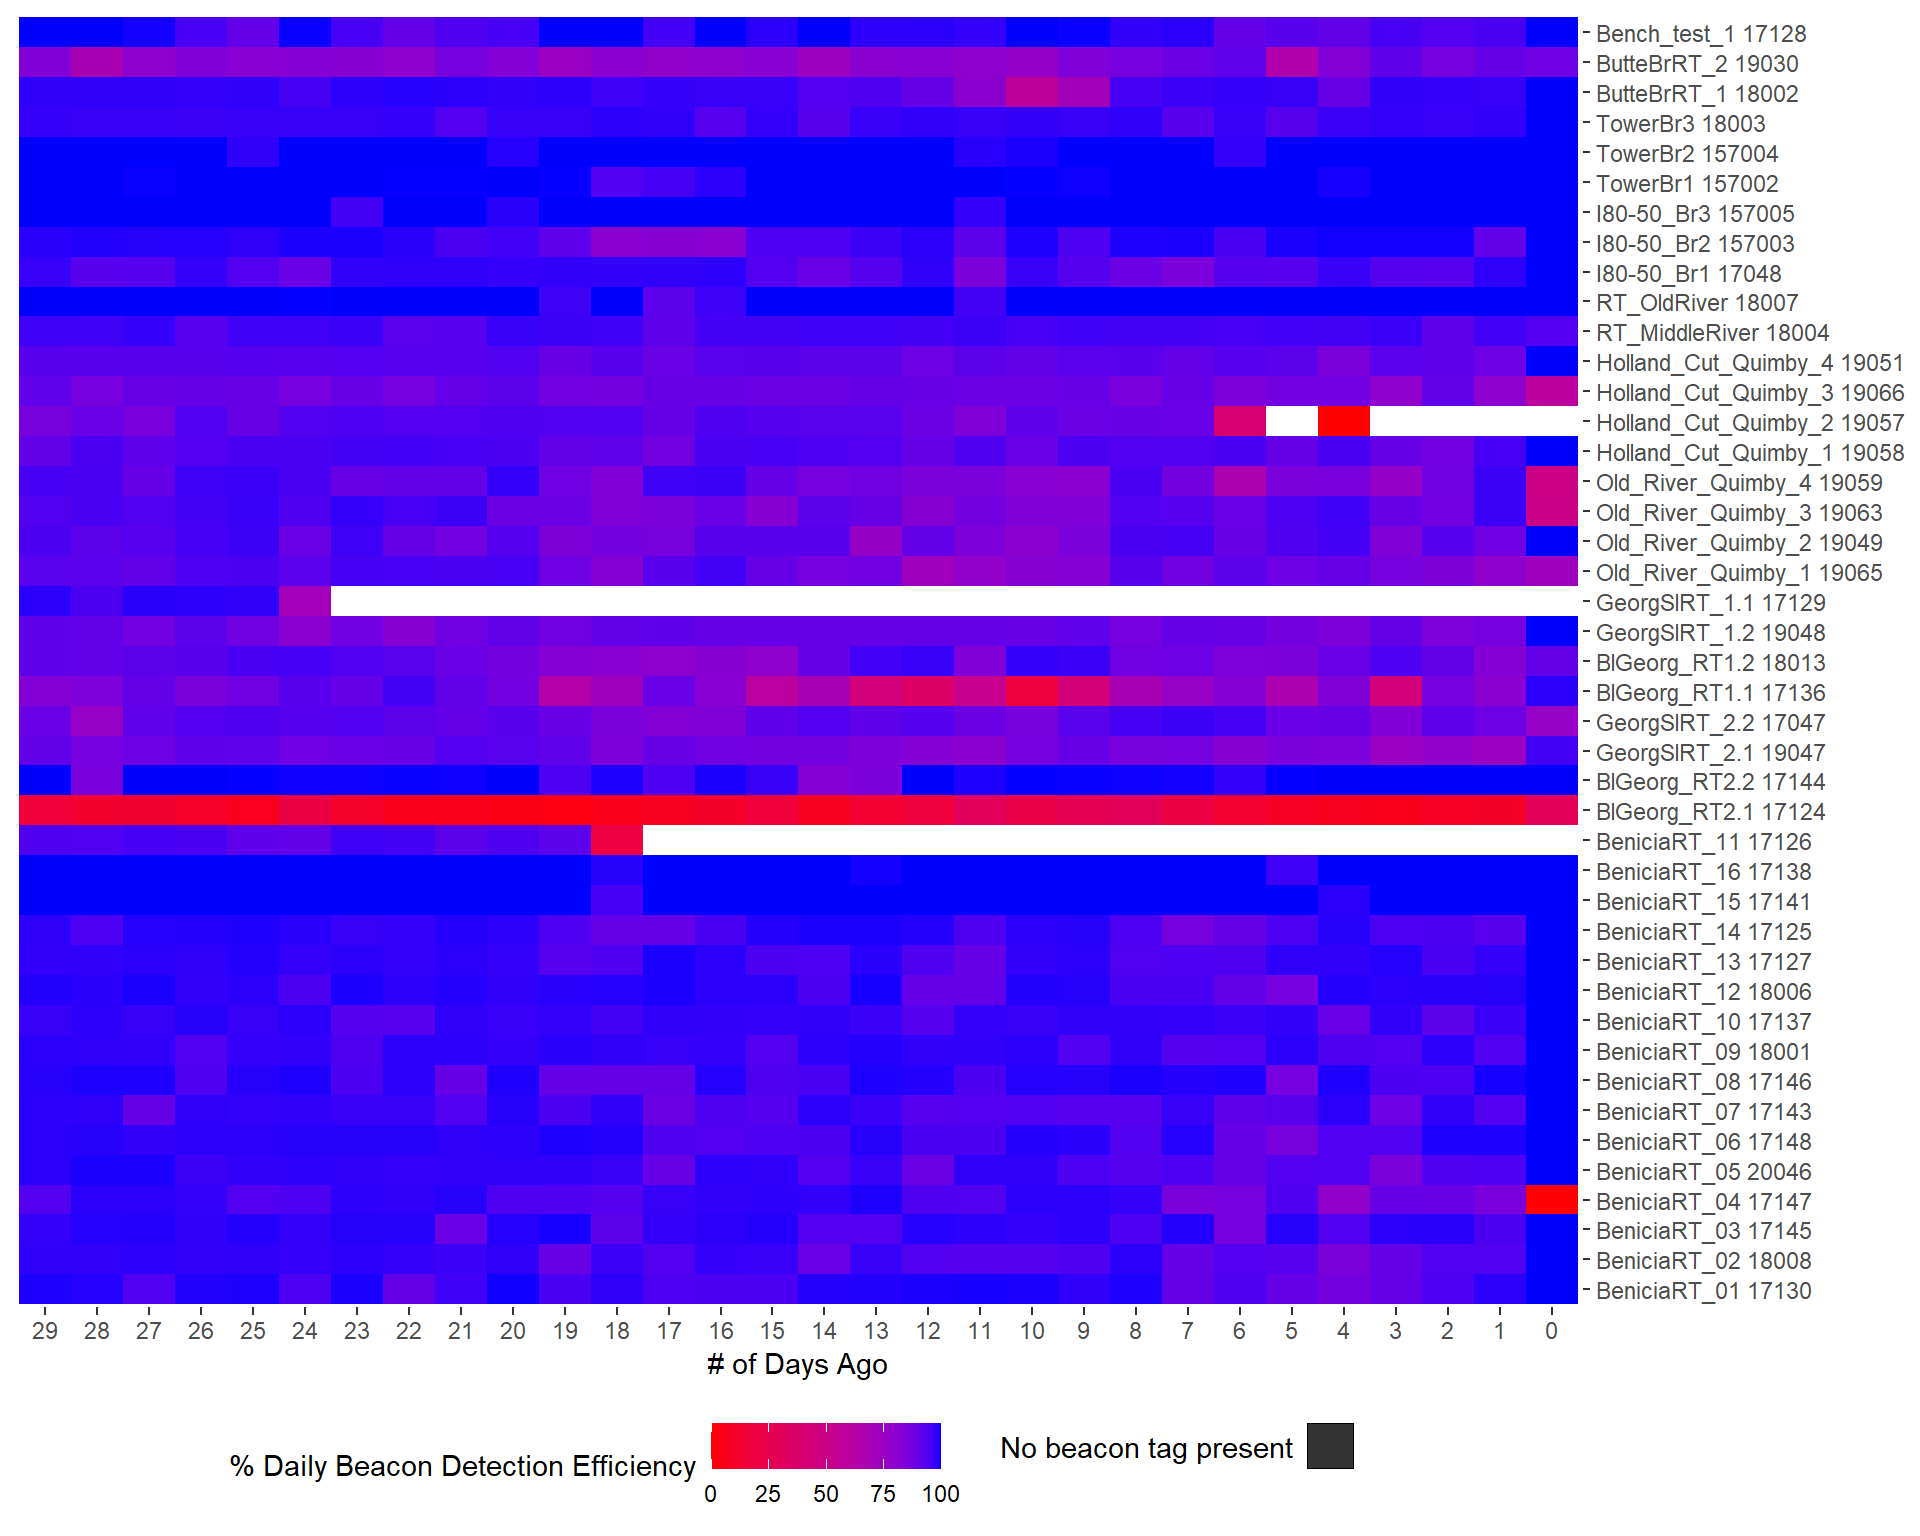 Bench_test_1 17128
ButteBrRT_2 19030
ButteBrRT_1 18002
TowerBr3 18003
TowerBr2 157004
TowerBr1 157002
I80-50_Br3 157005
I80-50_Br2 157003
I80-50_Br1 17048
RT_OldRiver 18007
RT_MiddleRiver 18004
Holland_Cut_Quimby_4 19051
Holland_Cut_Quimby_3 19066
Holland_Cut_Quimby_2 19057
Holland_Cut_Quimby_1 19058
Old_River_Quimby_4 19059
Old_River_Quimby_3 19063
Old_River_Quimby_2 19049
Old_River_Quimby_1 19065
GeorgSlRT_1.1 17129
GeorgSlRT_1.2 19048
BlGeorg_RT1.2 18013
BlGeorg_RT1.1 17136
GeorgSlRT_2.2 17047
GeorgSlRT_2.1 19047
BlGeorg_RT2.2 17144
BlGeorg_RT2.1 17124
BeniciaRT_11 17126
BeniciaRT_16 17138
BeniciaRT_15 17141
BeniciaRT_14 17125
BeniciaRT_13 17127
BeniciaRT_12 18006
BeniciaRT_10 17137
BeniciaRT_09 18001
BeniciaRT_08 17146
BeniciaRT_07 17143
BeniciaRT_06 17148
BeniciaRT_05 20046
BeniciaRT_04 17147
BeniciaRT_03 17145
BeniciaRT_02 18008
BeniciaRT_01 17130
29 28 27 26 25 24 23 22 21 20 19 18 17 16 15 14 13 12 11 10 9 8 7 6 5 4 3 2 1 0
# of Days Ago
% Daily Beacon Detection Efficiency
0 25 50 75 100
No beacon tag present